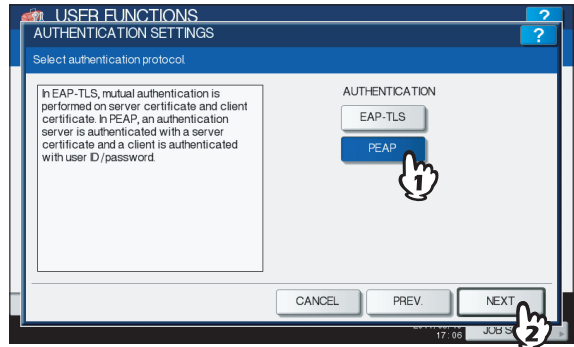 USER FUNCTIONS
?
AUTHENTICATION SETTINGS
?
Select authentication protocol.
In EAP-TLS, mutual authentication is
performed on server certificate and client
certificate. In PEAP, an authentication
server is authenticated with a server
certificate and a client is authenticated
with user ID/password.
AUTHENTICATION
EAP-TLS
PEAP
1
CANCEL
PREV.
NEXT
2
17:06
JOB S